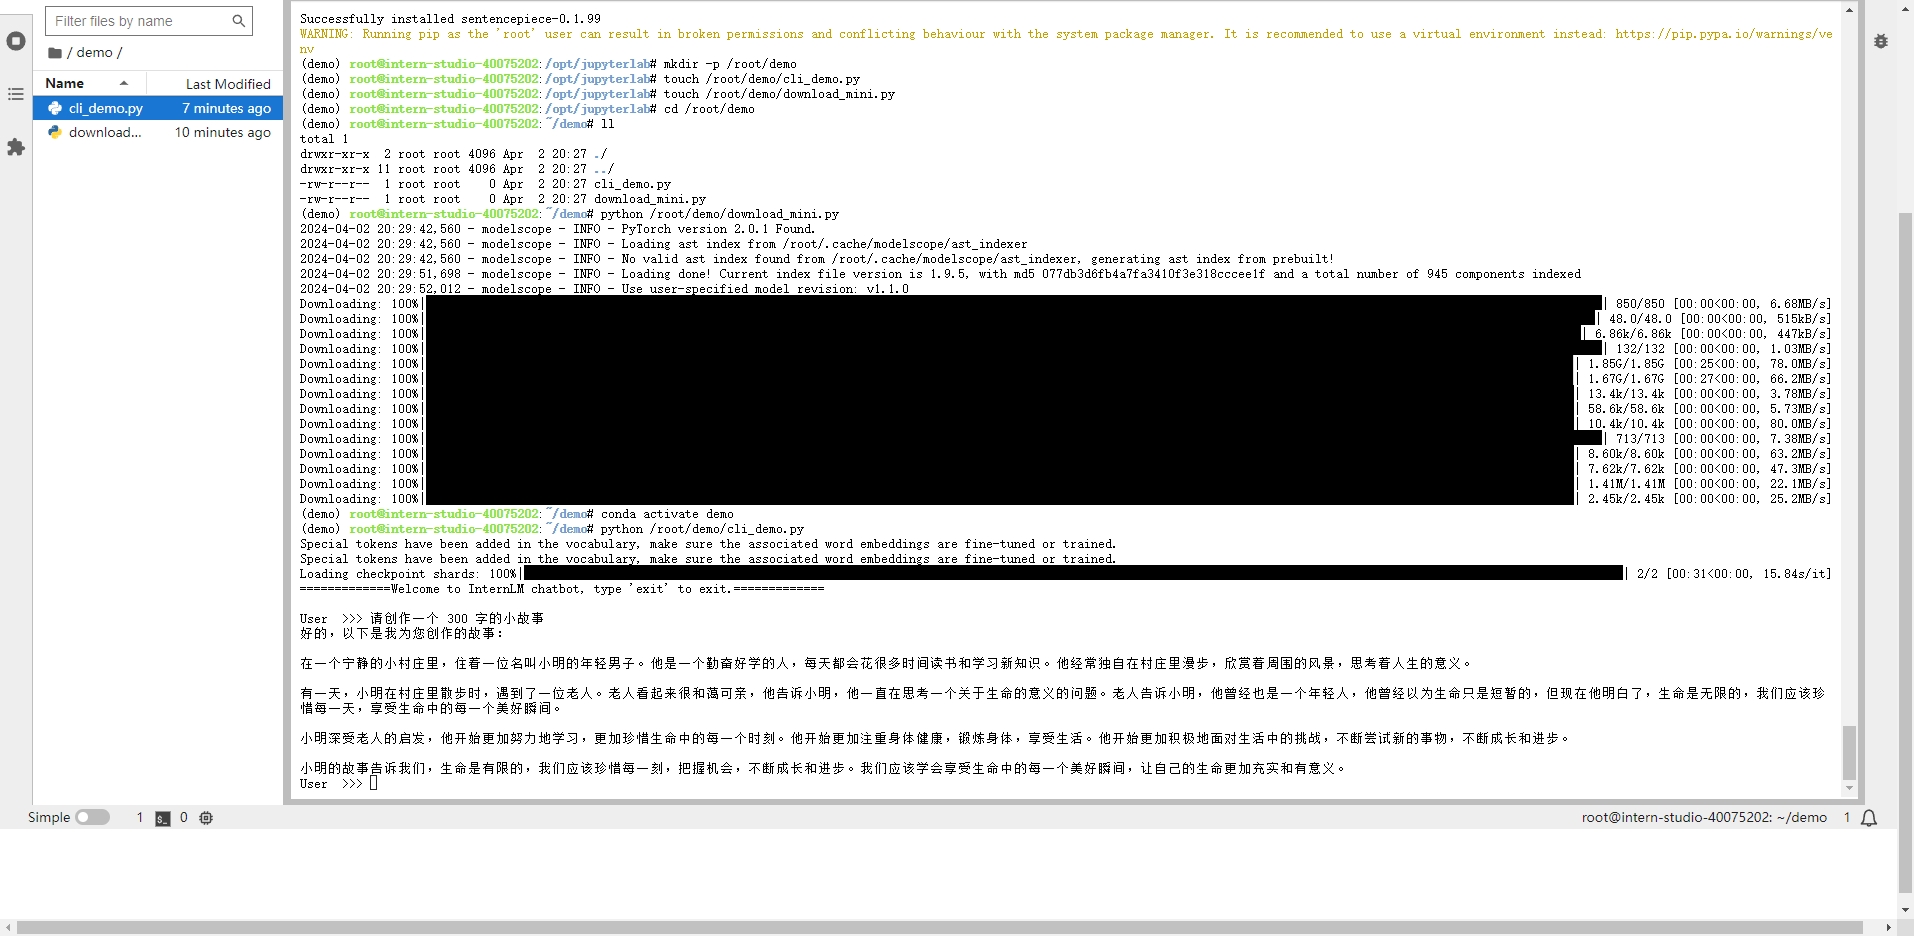 Filter files by name
/ demo /
Name Last Modified
cli_demo.py 7 minutes ago
download... 10 minutes ago
Successfully installed sentencepiece-0.1.99
WARNING: Running pip as the 'root' user can result in broken permissions and conflicting behaviour with the system package manager. It is recommended to use a virtual environment instead: https://pip.pypa.io/warnings/ve
nv
(demo) root@intern-studio-40075202:/opt/jupyterlab# mkdir -p /root/demo
(demo) root@intern-studio-40075202:/opt/jupyterlab# touch /root/demo/cli_demo.py
(demo) root@intern-studio-40075202:/opt/jupyterlab# touch /root/demo/download_mini.py
(demo) root@intern-studio-40075202:/opt/jupyterlab# cd /root/demo
(demo) root@intern-studio-40075202:~/demo# ll
total 1
drwxr-xr-x  2 root root 4096 Apr  2 20:27 ./
drwxr-xr-x 11 root root 4096 Apr  2 20:27 ../
-rw-r--r--  1 root root    0 Apr  2 20:27 cli_demo.py
-rw-r--r--  1 root root    0 Apr  2 20:27 download_mini.py
(demo) root@intern-studio-40075202:~/demo# python /root/demo/download_mini.py
2024-04-02 20:29:42,560 - modelscope - INFO - PyTorch version 2.0.1 Found.
2024-04-02 20:29:42,560 - modelscope - INFO - Loading ast index from /root/.cache/modelscope/ast_indexer
2024-04-02 20:29:42,560 - modelscope - INFO - No valid ast index found from /root/.cache/modelscope/ast_indexer, generating ast index from prebuilt!
2024-04-02 20:29:51,698 - modelscope - INFO - Loading done! Current index file version is 1.9.5, with md5 077db3d6fb4a7fa3410f3e318cccee1f and a total number of 945 components indexed
2024-04-02 20:29:52,012 - modelscope - INFO - Use user-specified model revision: v1.1.0
Downloading: 100%| | 850/850 [00:00<00:00, 6.68MB/s]
Downloading: 100%| | 48.0/48.0 [00:00<00:00, 515kB/s]
Downloading: 100%| | 6.86k/6.86k [00:00<00:00, 447kB/s]
Downloading: 100%| | 132/132 [00:00<00:00, 1.03MB/s]
Downloading: 100%| | 1.85G/1.85G [00:25<00:00, 78.0MB/s]
Downloading: 100%| | 1.67G/1.67G [00:27<00:00, 66.2MB/s]
Downloading: 100%| | 13.4k/13.4k [00:00<00:00, 3.78MB/s]
Downloading: 100%| | 58.6k/58.6k [00:00<00:00, 5.73MB/s]
Downloading: 100%| | 10.4k/10.4k [00:00<00:00, 80.0MB/s]
Downloading: 100%| | 713/713 [00:00<00:00, 7.38MB/s]
Downloading: 100%| | 8.60k/8.60k [00:00<00:00, 63.2MB/s]
Downloading: 100%| | 7.62k/7.62k [00:00<00:00, 47.3MB/s]
Downloading: 100%| | 1.41M/1.41M [00:00<00:00, 22.1MB/s]
Downloading: 100%| | 2.45k/2.45k [00:00<00:00, 25.2MB/s]
(demo) root@intern-studio-40075202:~/demo# conda activate demo
(demo) root@intern-studio-40075202:~/demo# python /root/demo/cli_demo.py
Special tokens have been added in the vocabulary, make sure the associated word embeddings are fine-tuned or trained.
Special tokens have been added in the vocabulary, make sure the associated word embeddings are fine-tuned or trained.
Loading checkpoint shards: 100%| | 2/2 [00:31<00:00, 15.84s/it]
=============Welcome to InternLM chatbot, type 'exit' to exit.=============
User  >>> 请创作一个 300 字的小故事
好的，以下是我为您创作的故事：
在一个宁静的小村庄里，住着一位名叫小明的年轻男子。他是一个勤奋好学的人，每天都会花很多时间读书和学习新知识。他经常独自在村庄里漫步，欣赏着周围的风景，思考着人生的意义。
有一天，小明在村庄里散步时，遇到了一位老人。老人看起来很和蔼可亲，他告诉小明，他一直在思考一个关于生命的意义的问题。老人告诉小明，他曾经也是一个年轻人，他曾经以为生命只是短暂的，但现在他明白了，生命是无限的，我们应该珍
惜每一天，享受生命中的每一个美好瞬间。
小明深受老人的启发，他开始更加努力地学习，更加珍惜生命中的每一个时刻。他开始更加注重身体健康，锻炼身体，享受生活。他开始更加积极地面对生活中的挑战，不断尝试新的事物，不断成长和进步。
小明的故事告诉我们，生命是有限的，我们应该珍惜每一刻，把握机会，不断成长和进步。我们应该学会享受生命中的每一个美好瞬间，让自己的生命更加充实和有意义。
User  >>>
Simple 1 0 root@intern-studio-40075202: ~/demo 1